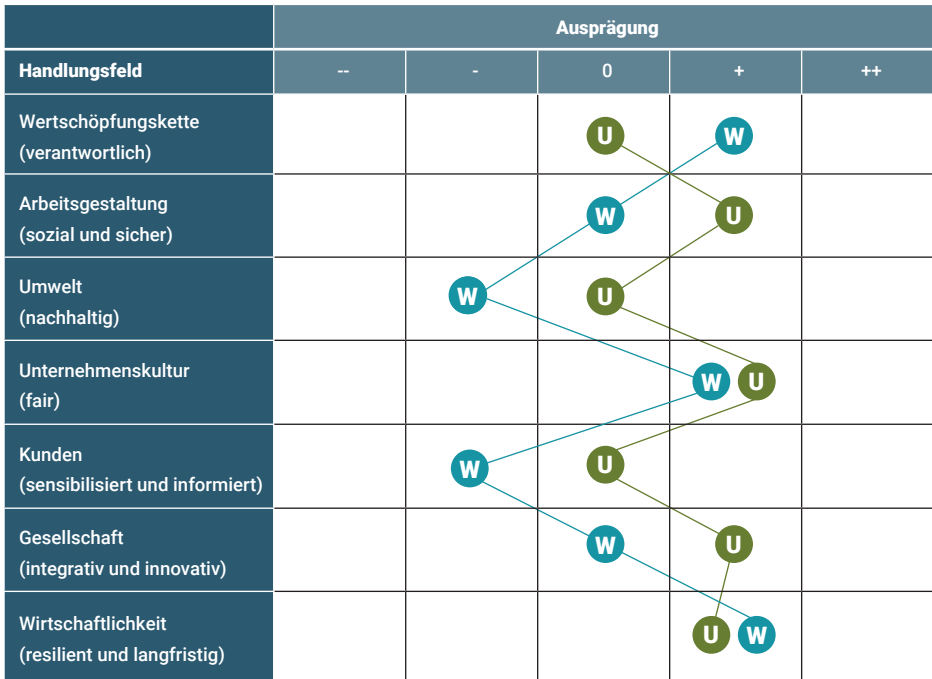 Ausprägung
Handlungsfeld -- - 0 + ++
Wertschöpfungskette
(verantwortlich)
U W
Arbeitsgestaltung
(sozial und sicher)
W U
Umwelt
(nachhaltig)
W U
Unternehmenskultur
(fair)
W U
Kunden
(sensibilisiert und informiert)
W U
Gesellschaft
(integrativ und innovativ)
W U
Wirtschaftlichkeit
(resilient und langfristig)
U W